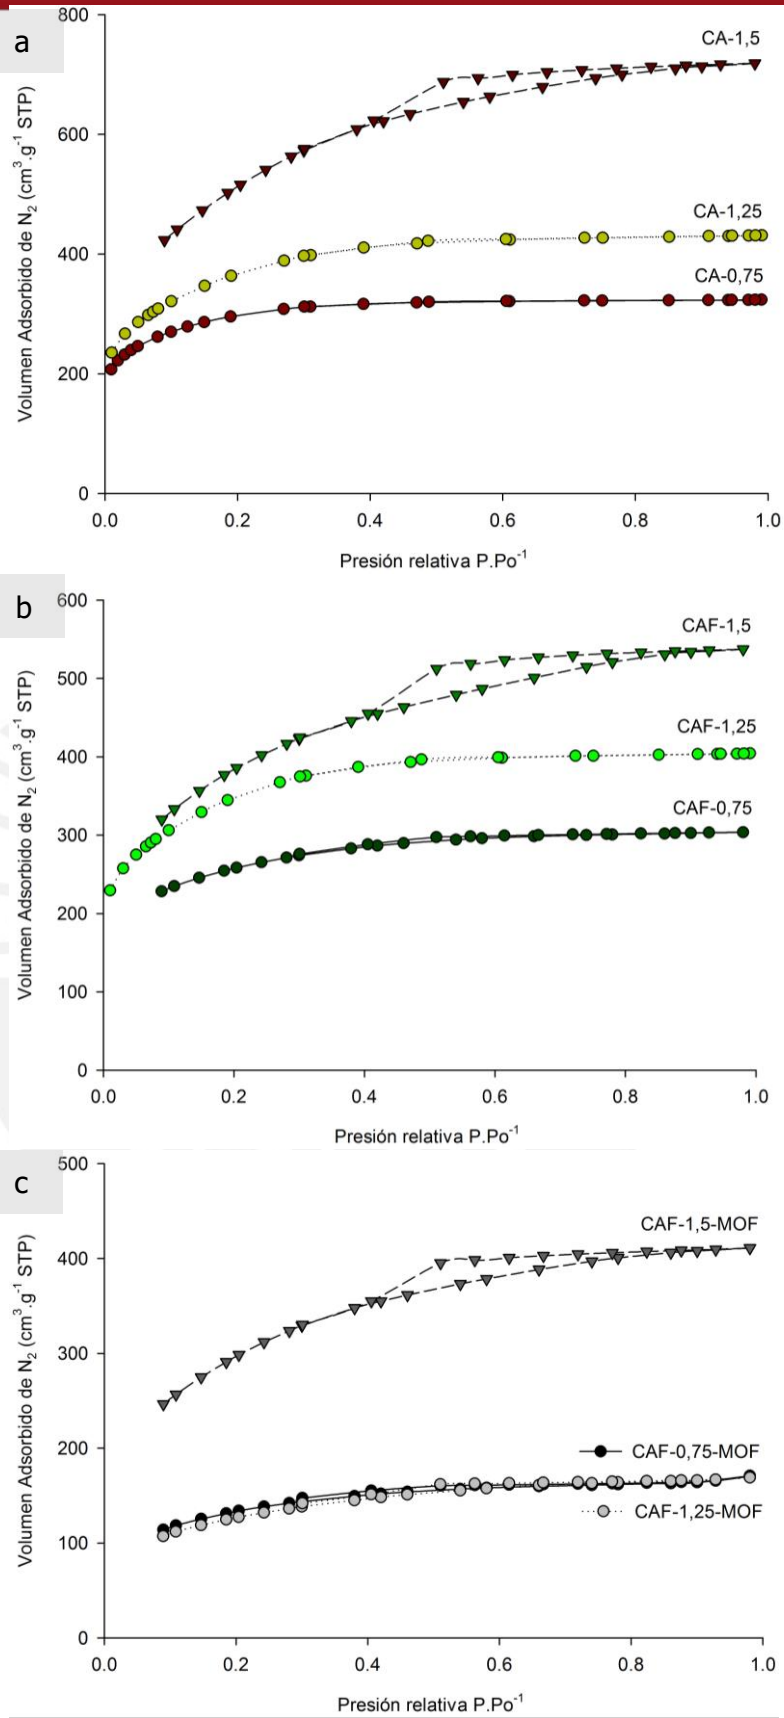 a
800
600
400
200
0
CA-1,5
CA-1,25
CA-0,75
Volumen Adsorbido de N2 (cm3.g-1 STP)
0.0 0.2 0.4 0.6 0.8 1.0
Presión relativa P.Po-1
b
600
500
400
300
200
100
0
CAF-1,5
CAF-1,25
CAF-0,75
Volumen Adsorbido de N2 (cm3.g-1 STP)
0.0 0.2 0.4 0.6 0.8 1.0
Presión relativa P.Po-1
c
500
400
300
200
100
0
CAF-1,5-MOF
CAF-0,75-MOF
CAF-1,25-MOF
Volumen Adsorbido de N2 (cm3.g-1 STP)
0.0 0.2 0.4 0.6 0.8 1.0
Presión relativa P.Po-1